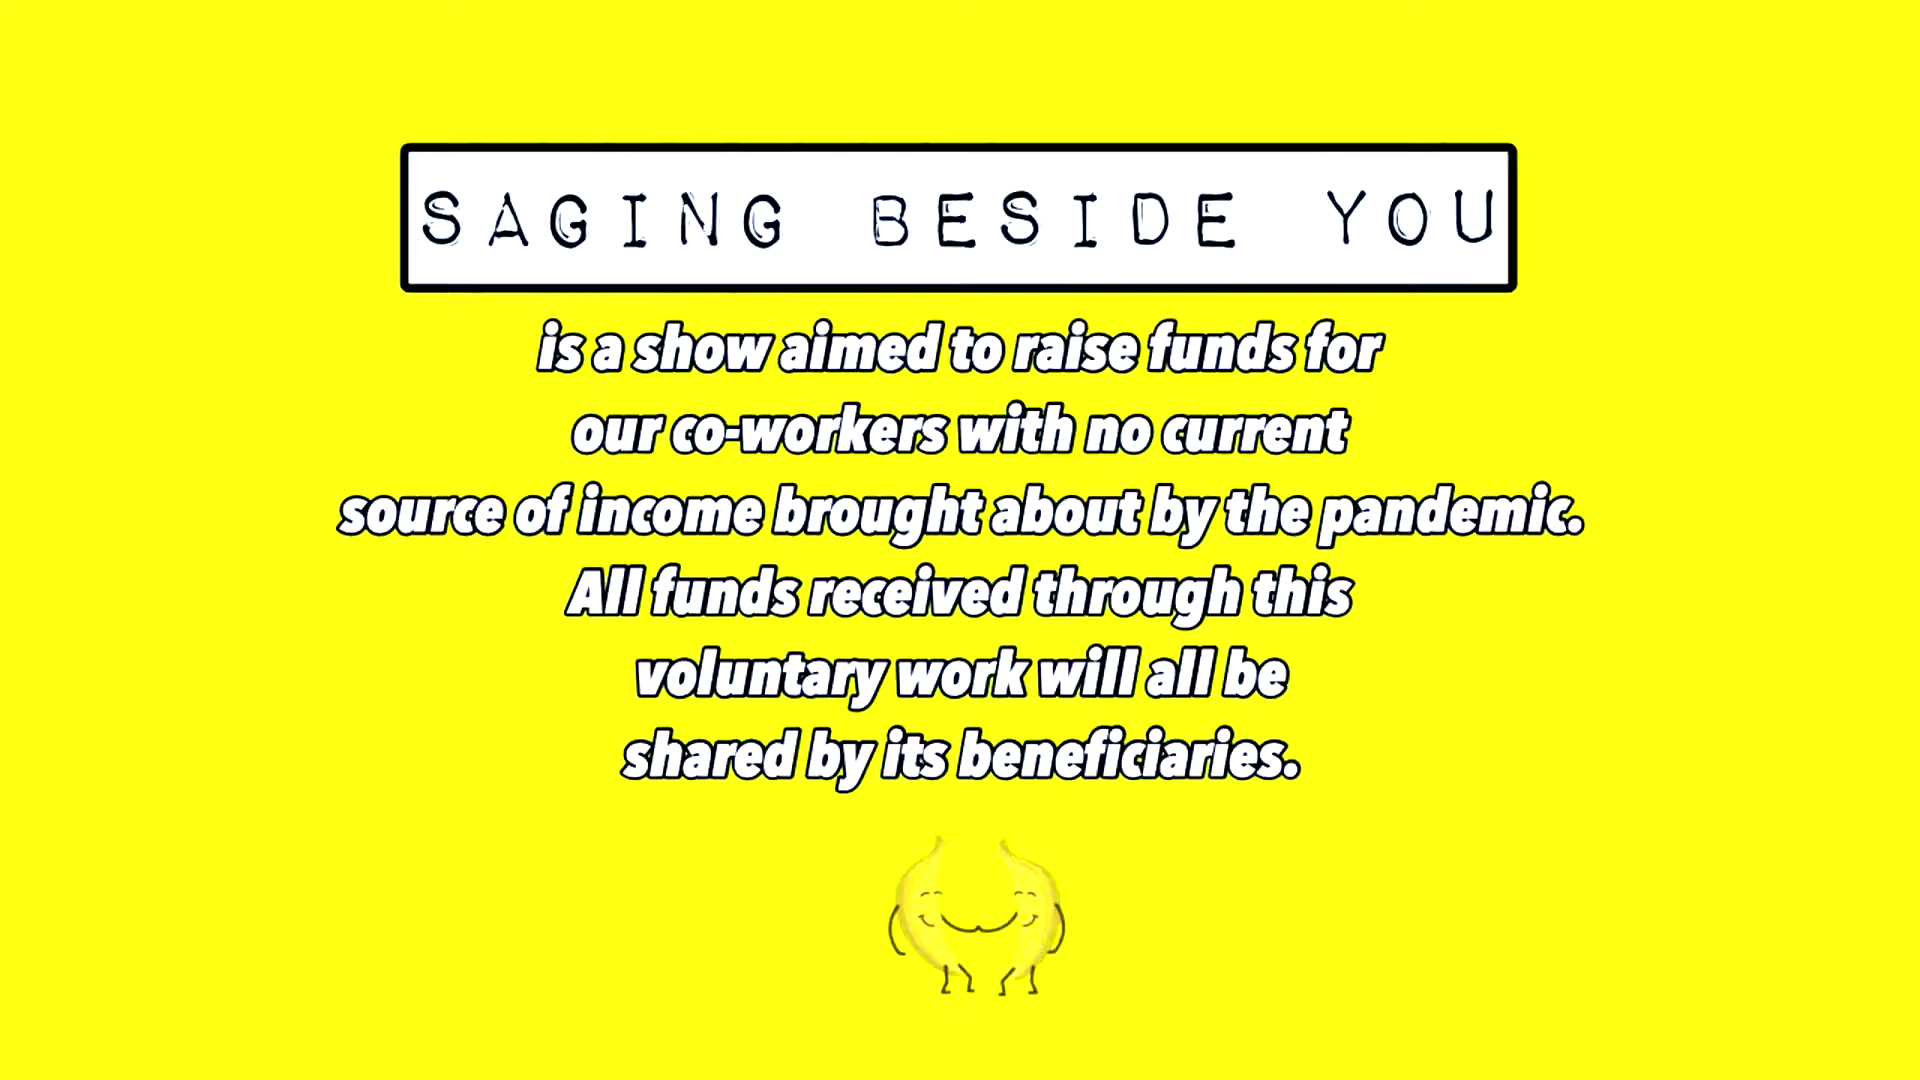 SAGING BESIDE YOU
is a show aimed to raise funds for
our co-workers with no current
source of income brought about by the pandemic.
All funds received through this
voluntary work will all be
shared by its beneficiaries.